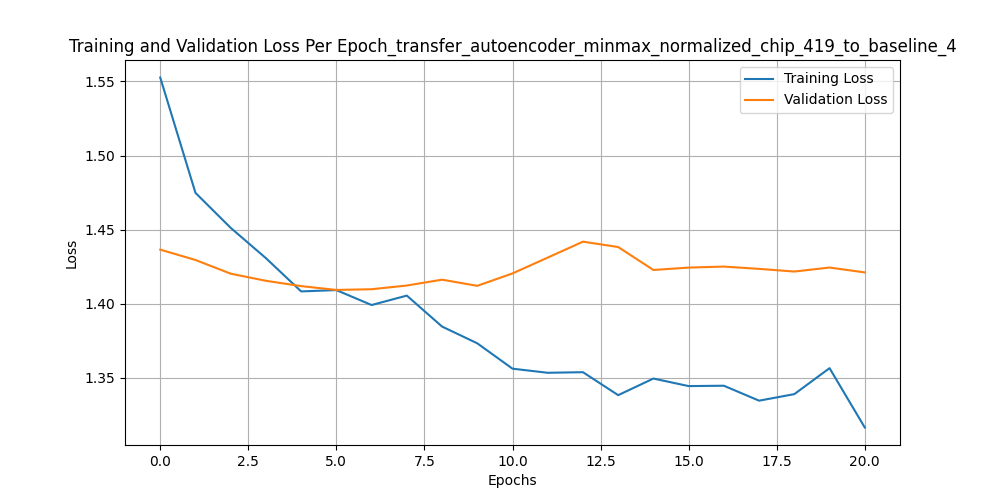 Training and Validation Loss Per Epoch_transfer_autoencoder_minmax_normalized_chip_419_to_baseline_4
Training Loss
Validation Loss
1.55
1.50
1.45
1.40
1.35
Loss
0.0 2.5 5.0 7.5 10.0 12.5 15.0 17.5 20.0
Epochs